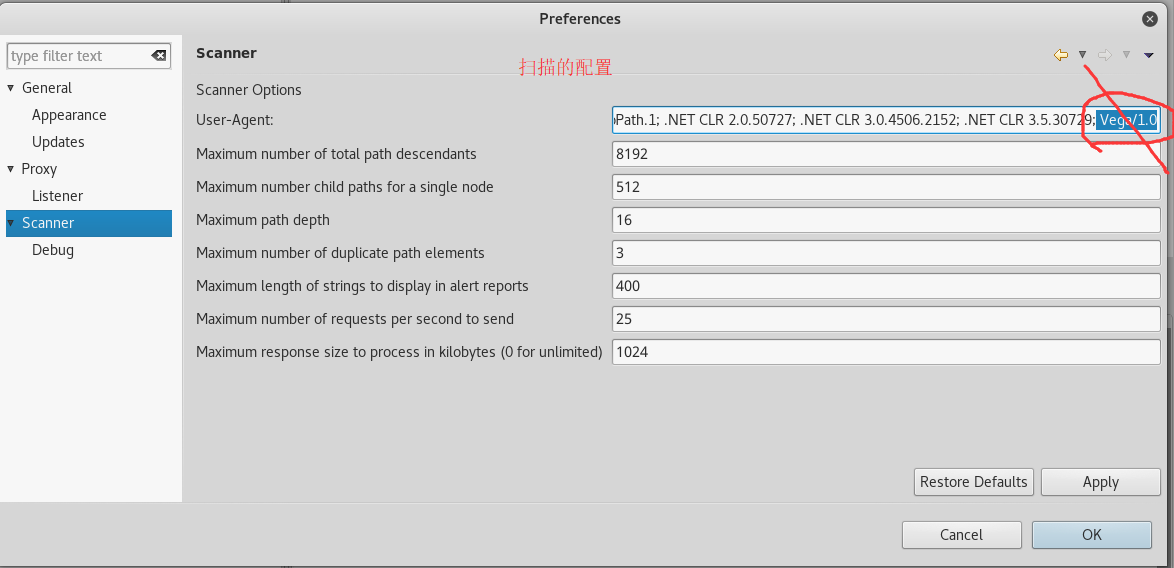 Preferences
type filter text
General
Appearance
Updates
Proxy
Listener
Scanner
Debug
Scanner
扫描的配置
Scanner Options
User-Agent: Path.1; .NET CLR 2.0.50727; .NET CLR 3.0.4506.2152; .NET CLR 3.5.30729; Vega/1.0
Maximum number of total path descendants 8192
Maximum number child paths for a single node 512
Maximum path depth 16
Maximum number of duplicate path elements 3
Maximum length of strings to display in alert reports 400
Maximum number of requests per second to send 25
Maximum response size to process in kilobytes (0 for unlimited) 1024
Restore Defaults Apply
Cancel OK